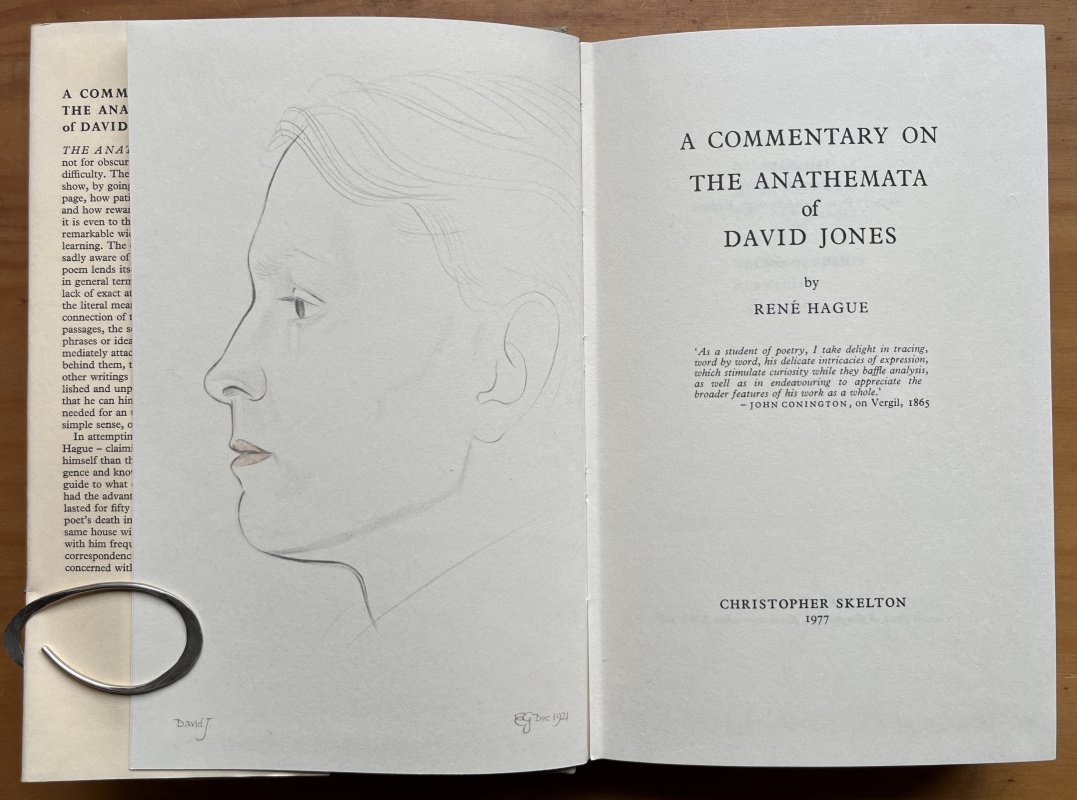 A COMM
THE ANA
of DAVID
THE ANAT
not for obscur
difficulty. The
show, by going
page, how pati
and how rewar
it is even to th
remarkable wid
learning. The
sadly aware of
poem lends its
in general term
lack of exact at
the literal mean
connection of t
passages, the s
phrases or idea
mediately attac
behind them, t
other writings
lished and unp
that he can him
needed for an
simple sense, o
In attemptin
Hague – claimi
himself than th
gence and know
guide to what
had the advant
lasted for fifty
poet's death in
same house wi
with him frequ
correspondenc
concerned with
David J.
EG Dec 1921
A COMMENTARY ON
THE ANATHEMATA
of
DAVID JONES
by
RENÉ HAGUE
'As a student of poetry, I take delight in tracing,
word by word, his delicate intricacies of expression,
which stimulate curiosity while they baffle analysis,
as well as in endeavouring to appreciate the
broader features of his work as a whole.'
– JOHN CONINGTON, on Vergil, 1865
CHRISTOPHER SKELTON
1977